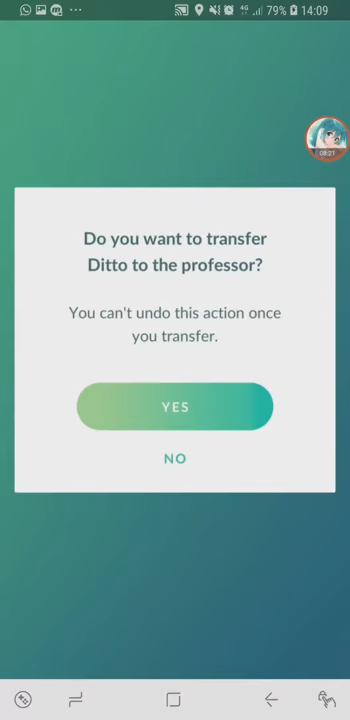 4G 79% 14:09
08:21
Do you want to transfer
Ditto to the professor?
You can't undo this action once
you transfer.
YES
NO